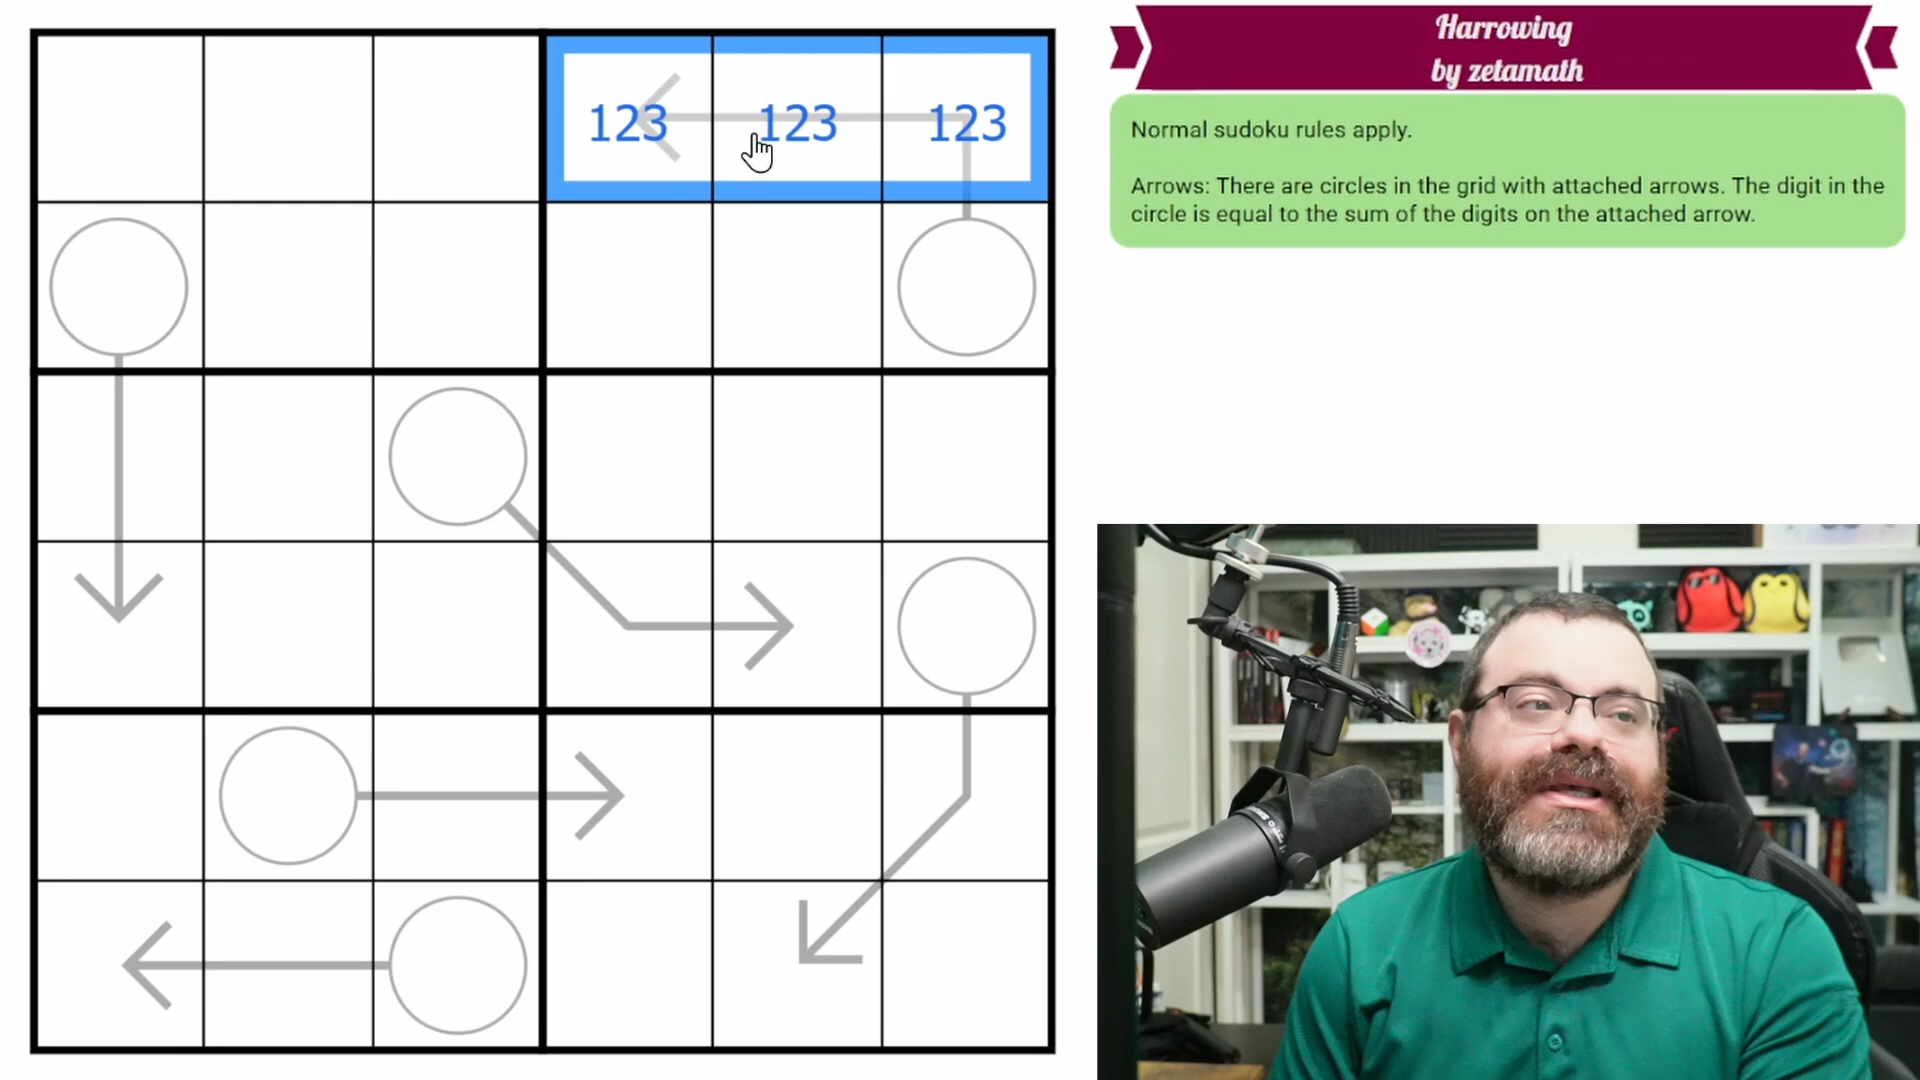 Harrowing
by zetamath
Normal sudoku rules apply.
Arrows: There are circles in the grid with attached arrows. The digit in the
circle is equal to the sum of the digits on the attached arrow.
123 123 123